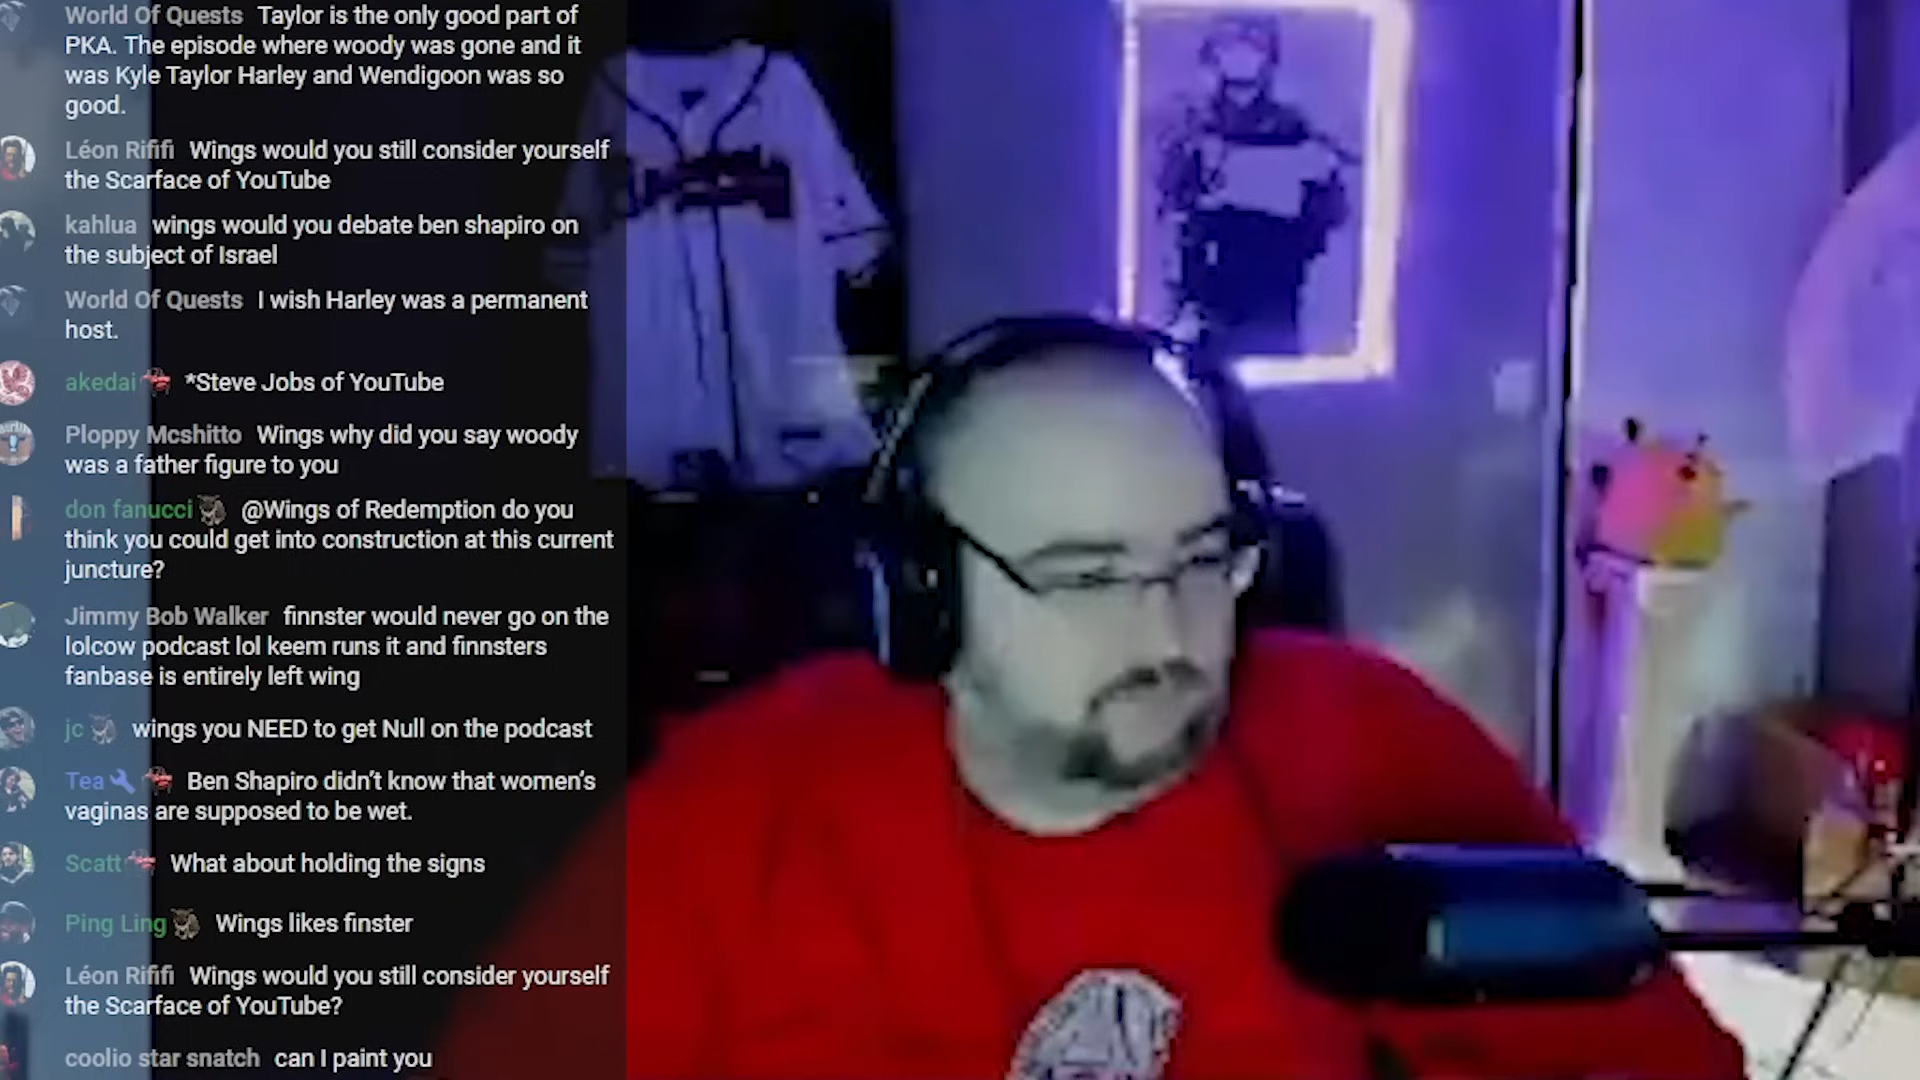 World Of Quests Taylor is the only good part of
PKA. The episode where woody was gone and it
was Kyle Taylor Harley and Wendigoon was so
good.
Léon Rififi Wings would you still consider yourself
the Scarface of YouTube
kahlua wings would you debate ben shapiro on
the subject of Israel
World Of Quests I wish Harley was a permanent
host.
akedai *Steve Jobs of YouTube
Ploppy Mcshitto Wings why did you say woody
was a father figure to you
don fanucci @Wings of Redemption do you
think you could get into construction at this current
juncture?
Jimmy Bob Walker finnster would never go on the
lolcow podcast lol keem runs it and finnsters
fanbase is entirely left wing
jc wings you NEED to get Null on the podcast
Tea Ben Shapiro didn't know that women's
vaginas are supposed to be wet.
Scatt What about holding the signs
Ping Ling Wings likes finster
Léon Rififi Wings would you still consider yourself
the Scarface of YouTube?
coolio star snatch can I paint you